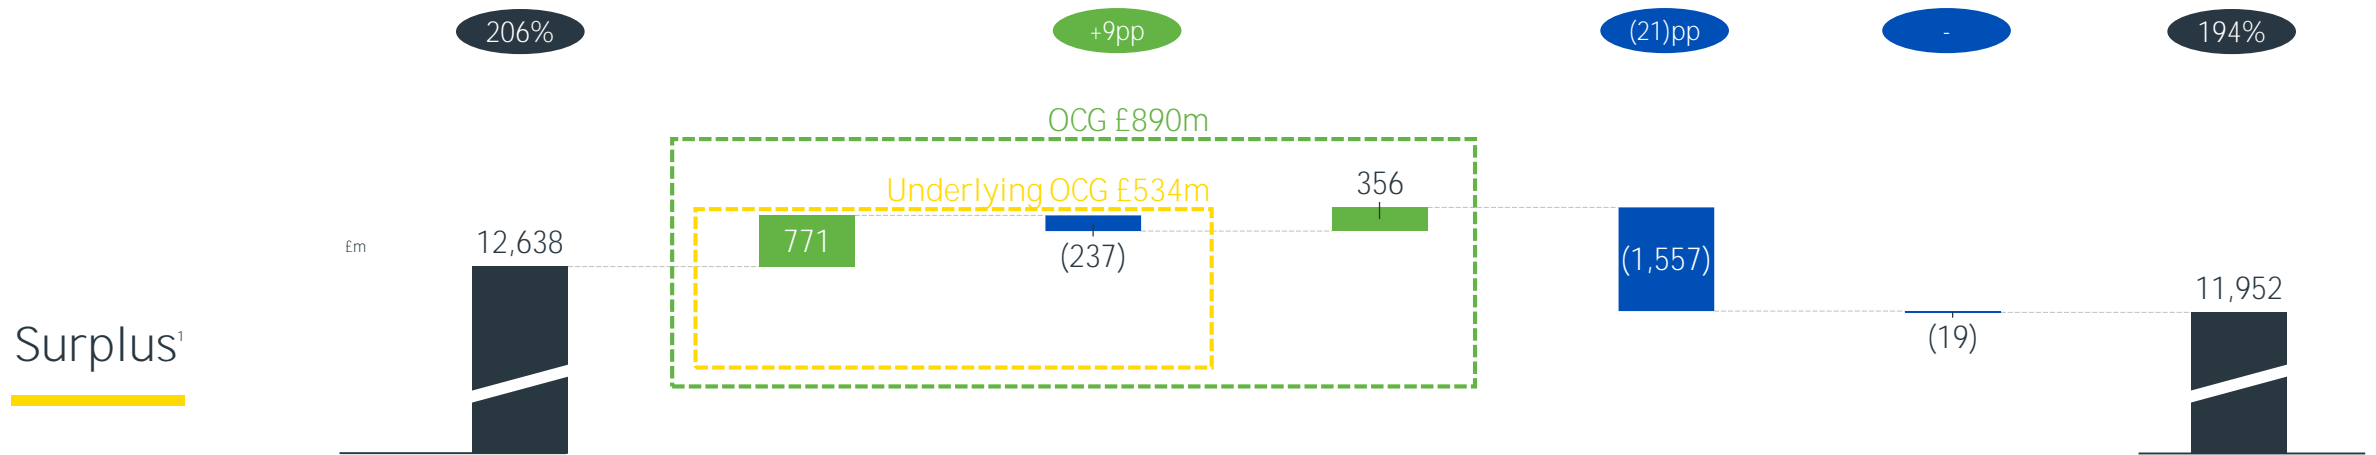 206% +9pp (21)pp - 194%
OCG £890m
Underlying OCG £534m
356
£m
12,638
771
(237)
(1,557)
11,952
(19)
Surplus¹